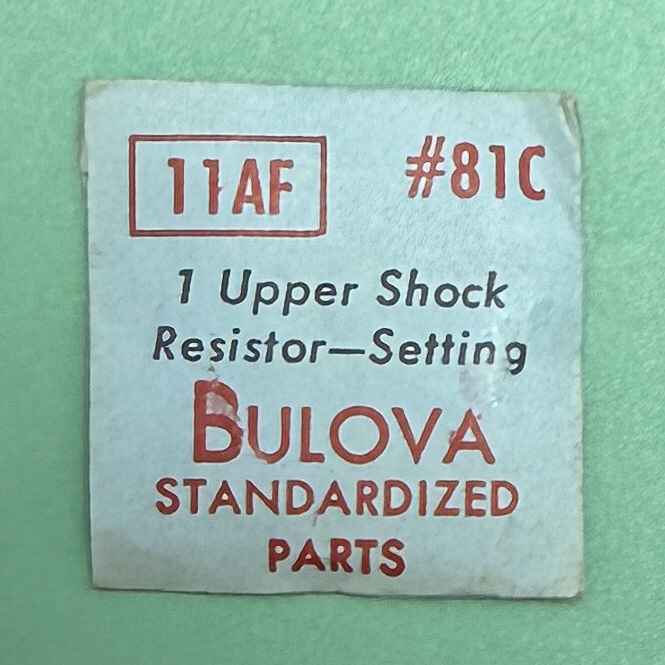 11AF #81C
1 Upper Shock
Resistor—Setting
BULOVA
STANDARDIZED
PARTS